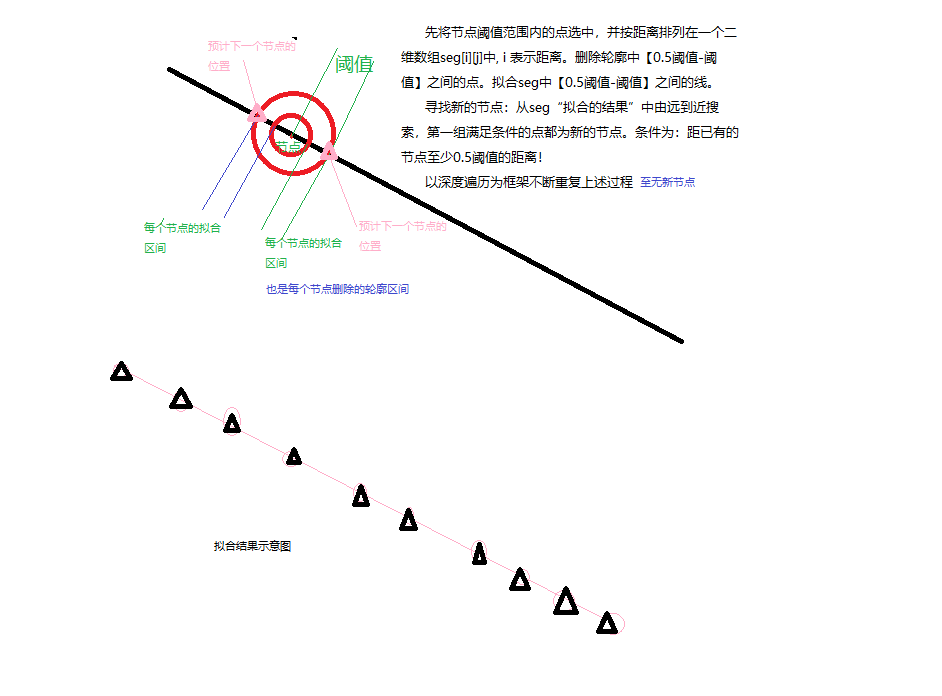 先将节点阈值范围内的点选中，并按距离排列在一个二
维数组seg[i][j]中, i 表示距离。删除轮廓中【0.5阈值-阈
值】之间的点。拟合seg中【0.5阈值-阈值】之间的线。
寻找新的节点：从seg“拟合的结果”中由远到近搜
索，第一组满足条件的点都为新的节点。条件为：距已有的
节点至少0.5阈值的距离！
以深度遍历为框架不断重复上述过程 至无新节点
预计下一个节点的
位置
阈值
节点
每个节点的拟合
区间
预计下一个节点的
位置
每个节点的拟合
区间
也是每个节点删除的轮廓区间
拟合结果示意图